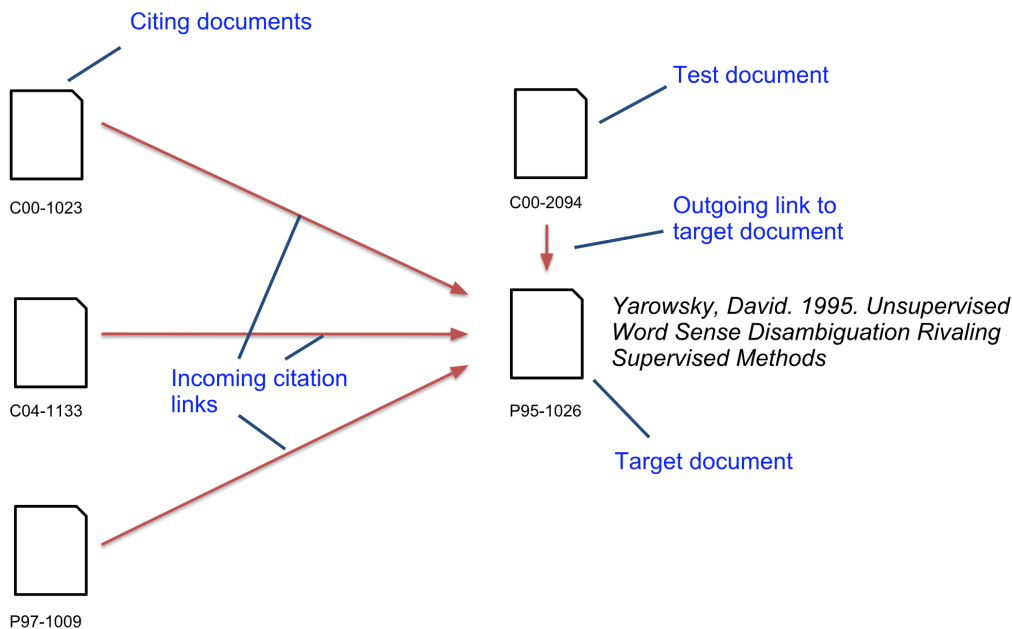 Citing documents
Test document
C00-1023
C00-2094
Outgoing link to
target document
Yarowsky, David. 1995. Unsupervised
Word Sense Disambiguation Rivaling
Supervised Methods
Incoming citation
links
C04-1133
P95-1026
Target document
P97-1009